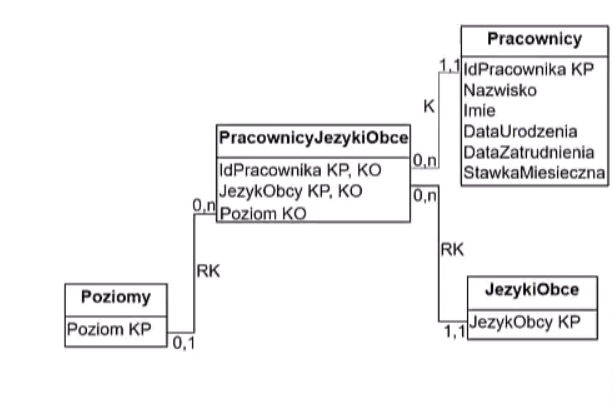 Pracownicy
1,1
IdPracownika KP
Nazwisko
K
Imie
DataUrodzenia
DataZatrudnienia
StawkaMiesieczna
PracownicyJezykiObce
0,n
IdPracownika KP, KO
JezykObcy KP, KO
0,n
0,n
Poziom KO
RK
RK
Poziomy
Poziom KP
0,1
JezykiObce
JezykObcy KP
1,1